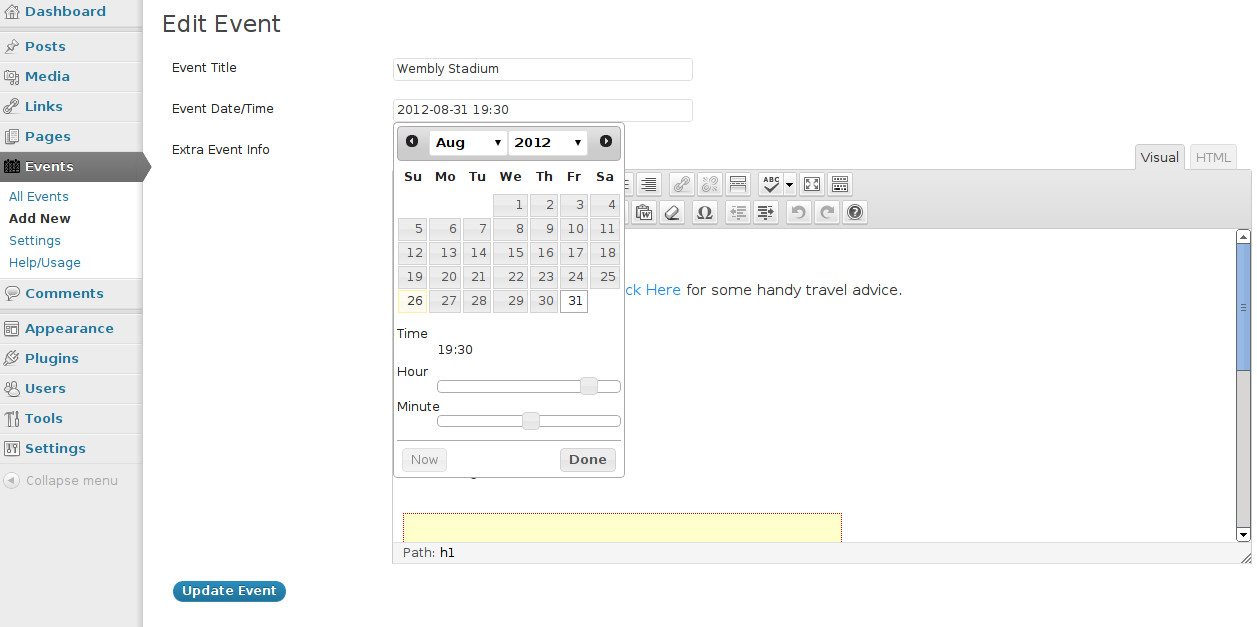 Dashboard
Posts
Media
Links
Pages
Events
All Events
Add New
Settings
Help/Usage
Comments
Appearance
Plugins
Users
Tools
Settings
Collapse menu
Edit Event
Event Title
Wembly Stadium
Event Date/Time
2012-08-31 19:30
Extra Event Info
Aug 2012
Su Mo Tu We Th Fr Sa
1 2 3 4
5 6 7 8 9 10 11
12 13 14 15 16 17 18
19 20 21 22 23 24 25
26 27 28 29 30 31
Time
19:30
Hour
Minute
Now Done
Visual HTML
ABC
ck Here for some handy travel advice.
Path: h1
Update Event